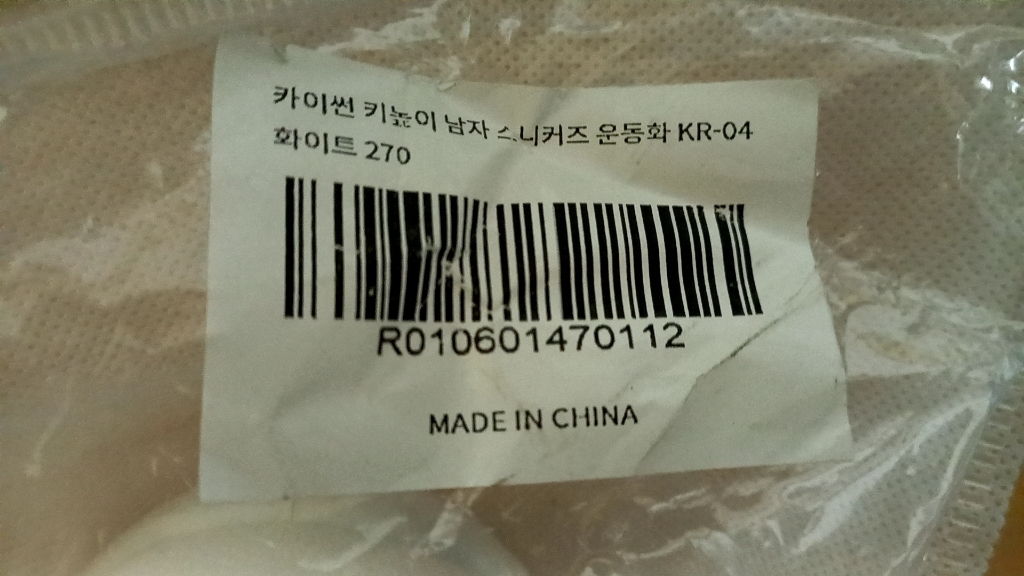 카이썬 키높이 남자 스니커즈 운동화 KR-04
화이트 270
R010601470112
MADE IN CHINA